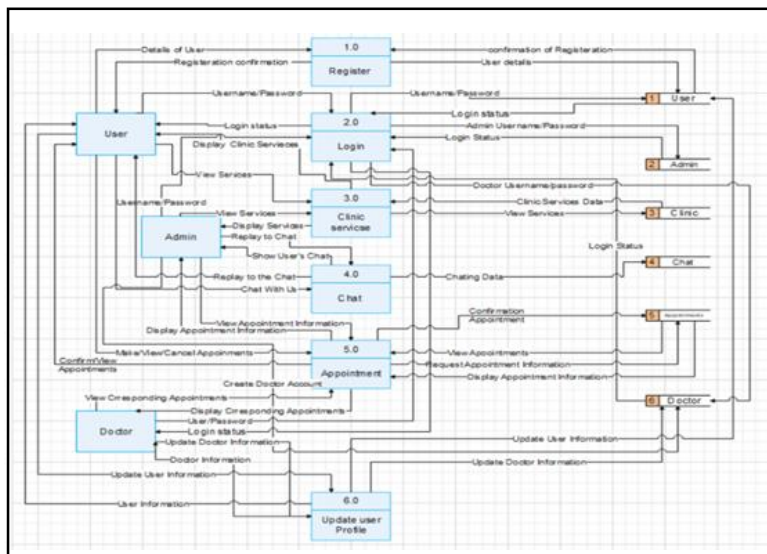 1.0
Details of User
confirmation of Registeration
Registeration confirmation
Register
User details
Username/Password
Username/Password
1 User
Login status
2.0
User
Login status
Admin Username/Password
Display Clinic Servieces
Login
Login Status
2 Admin
View Services
Doctor Username/password
Username/Password
3.0
Clinic Services Data
View Services
Clinic servicse
View Services
3 Clinic
Display Services
Admin
Replay to Chat
Login Status
Show User's Chat
4.0
4 Chat
Replay to the Chat
Chating Data
Chat With Us
Chat
View Appointment Information
Confirmation Appointment
5
Display Appointment Information
5.0
Make/View/Cancel Appoinments
View Appointments
Confirm/View Appointments
Request Appointment Information
Appointment
Display Appointment Information
Create Doctor Account
View Crresponding Appointments
6 Doctor
Display Crresponding Appointments
User/Password
Doctor
Login status
Update Doctor Information
Update User Information
Doctor Information
Update Doctor Information
Update User Information
6.0
User Information
Update user Profile